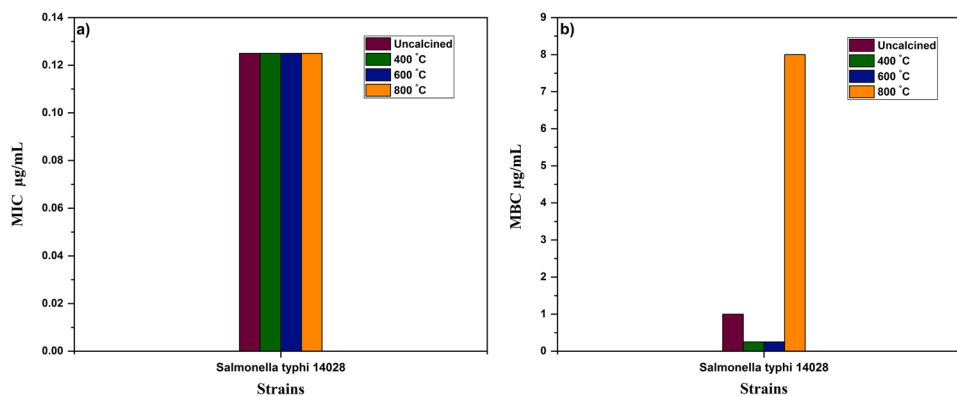 a)
Uncalcined
400 °C
600 °C
800 °C
0.14
0.12
0.10
0.08
0.06
0.04
0.02
0.00
MIC µg/mL
Salmonella typhi 14028
Strains
b)
Uncalcined
400 °C
600 °C
800 °C
9
8
7
6
5
4
3
2
1
0
MBC µg/mL
Salmonella typhi 14028
Strains